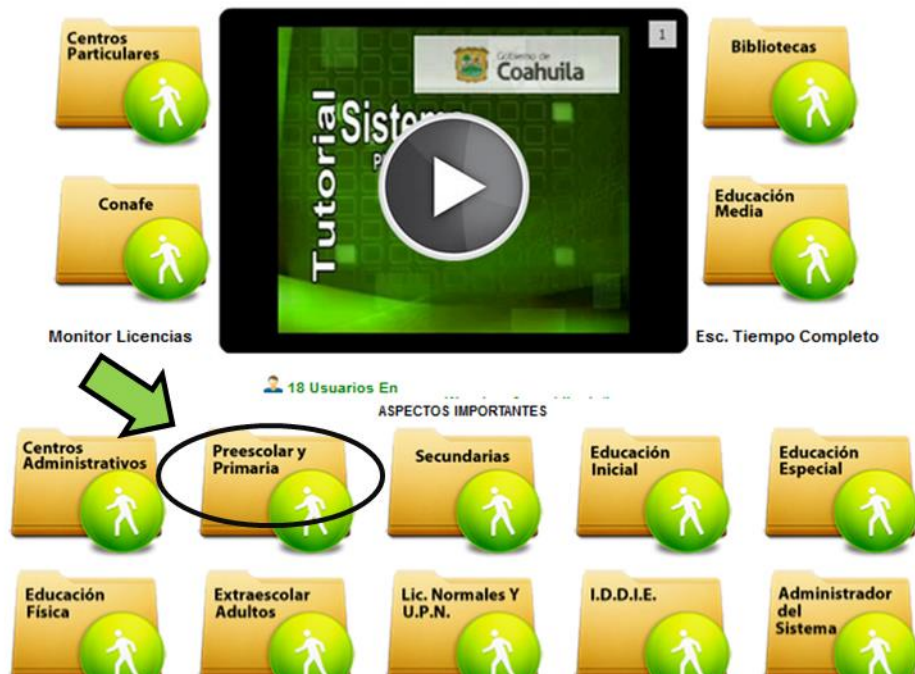 Centros
Particulares
1
Gobierno de
Coahuila
Tutorial
Bibliotecas
Conafe
Educación
Media
Monitor Licencias
Esc. Tiempo Completo
18 Usuarios En
ASPECTOS IMPORTANTES
Centros
Administrativos
Preescolar y
Primaria
Secundarias
Educación
Inicial
Educación
Especial
Educación
Física
Extraescolar
Adultos
Lic. Normales Y
U.P.N.
I.D.D.I.E.
Administrador
del
Sistema